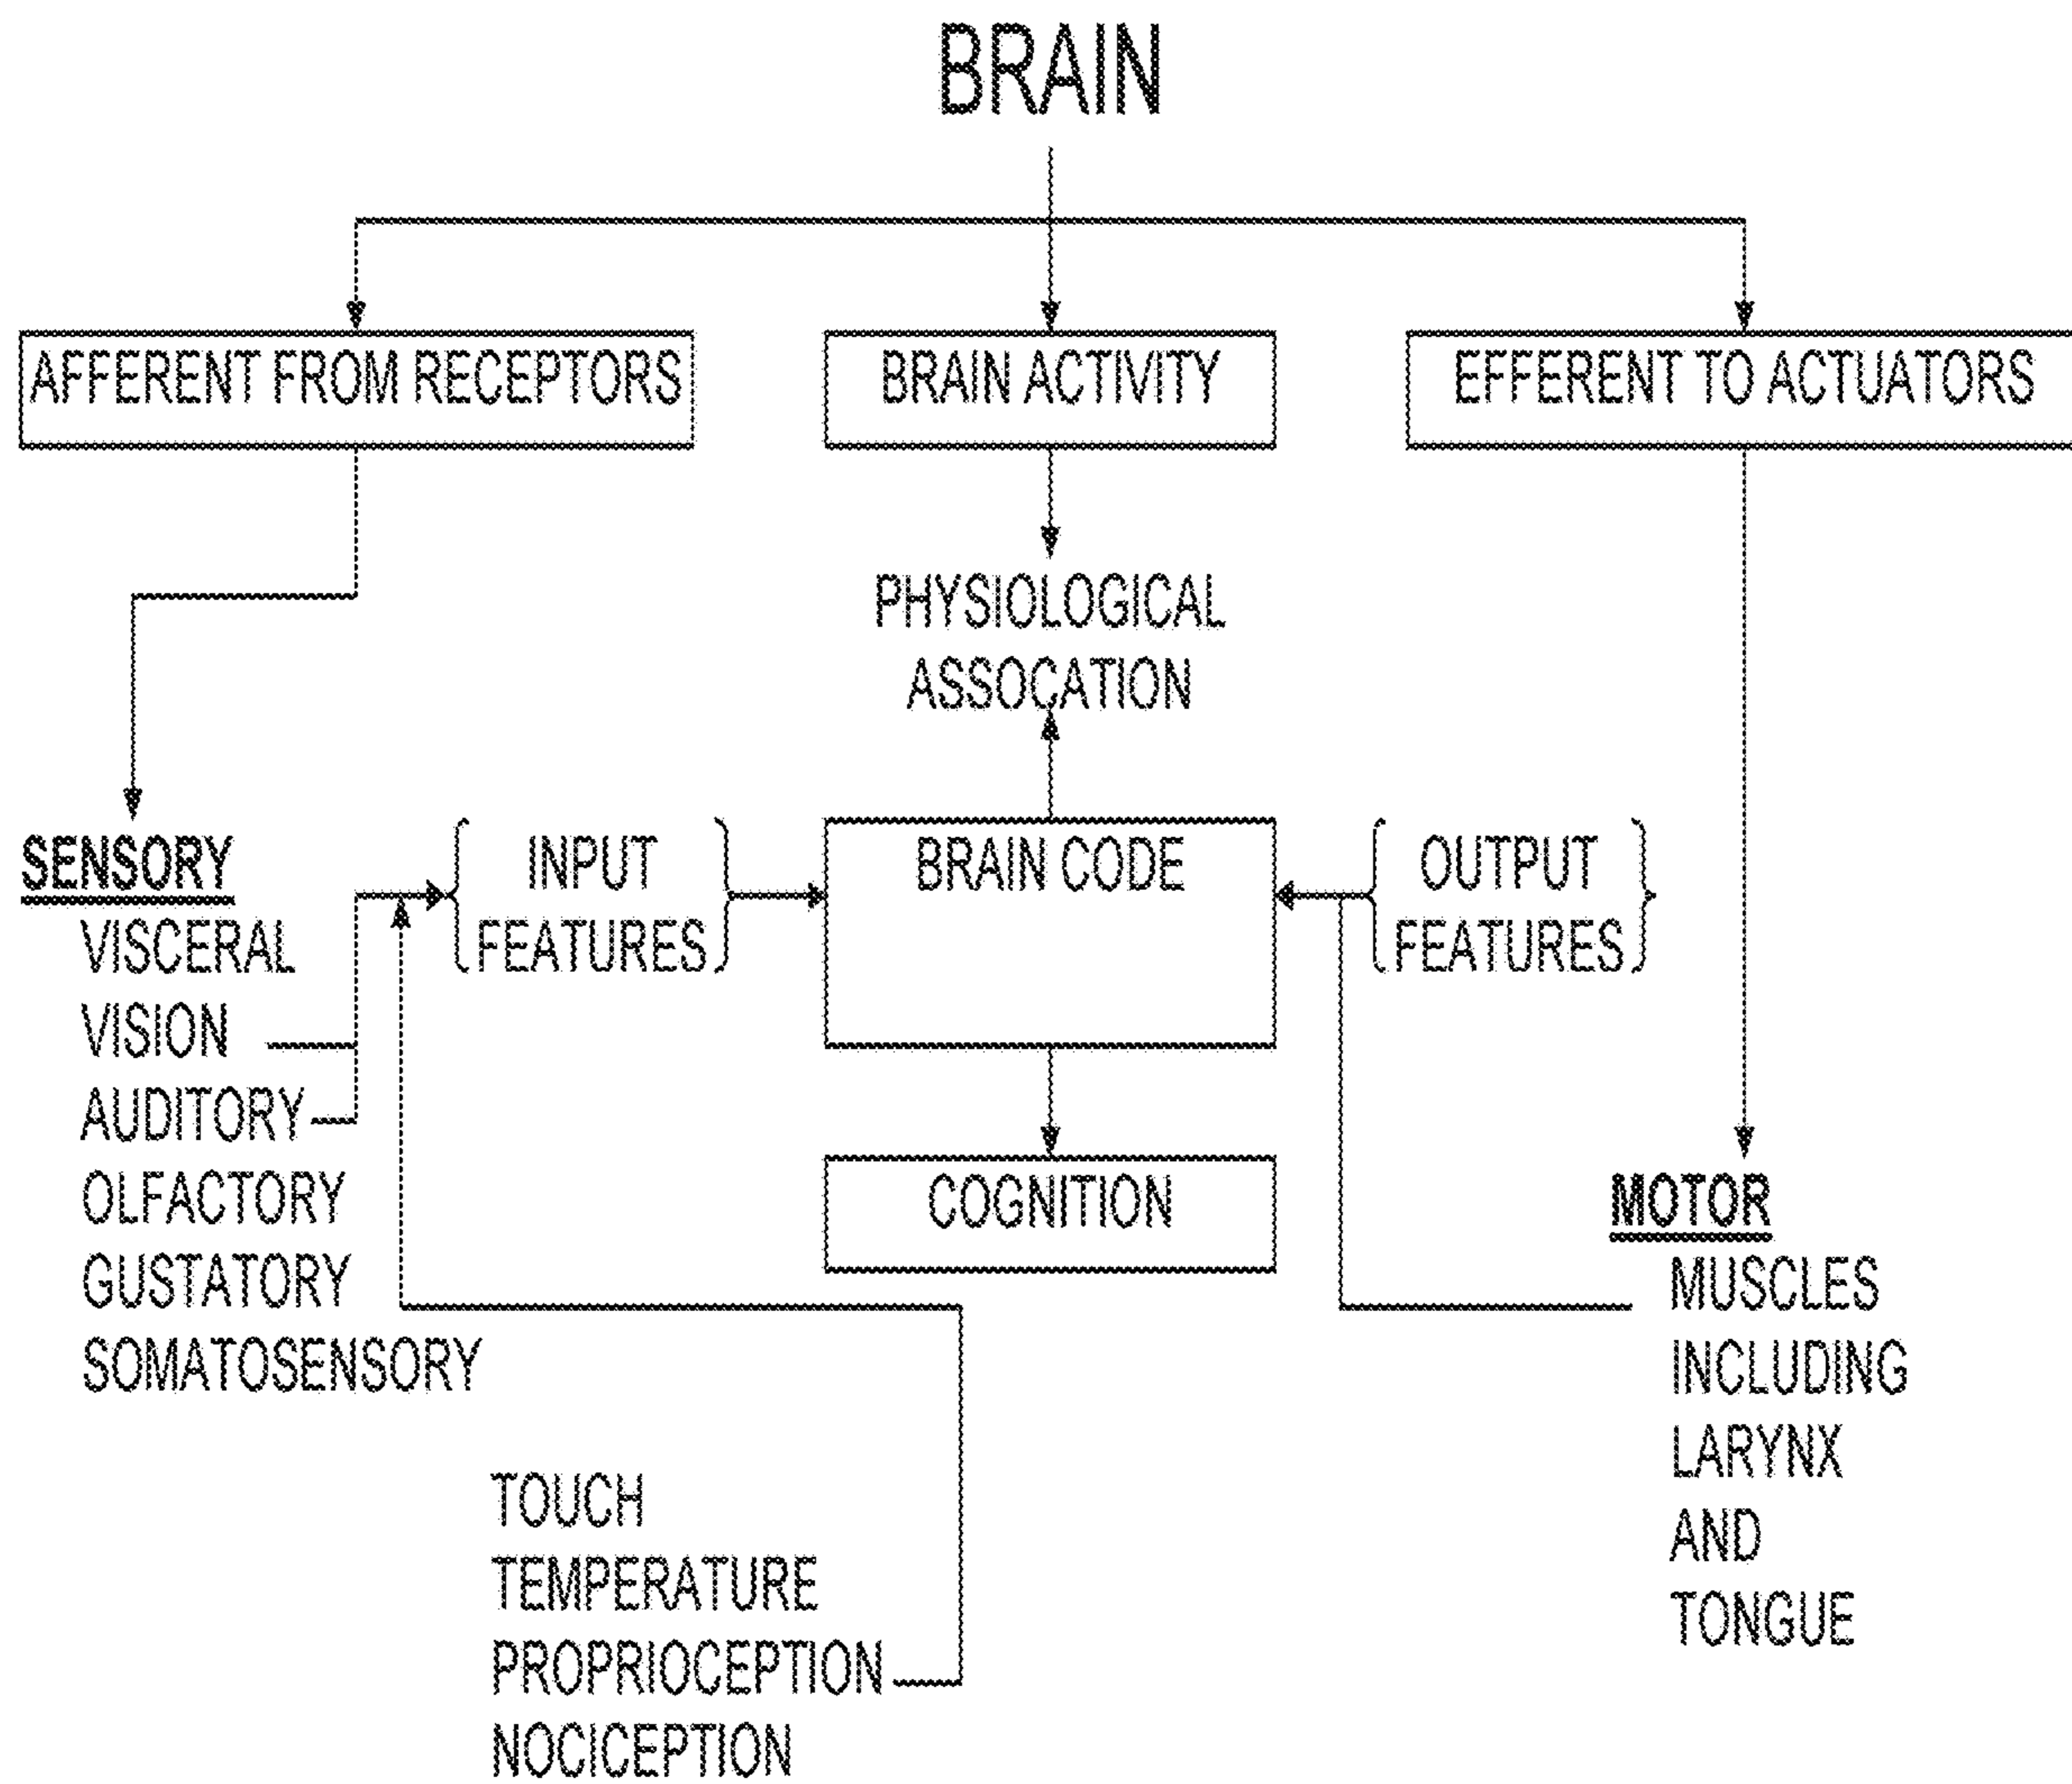 BRAIN
AFFERENT FROM RECEPTORS
BRAIN ACTIVITY
EFFERENT TO ACTUATORS
PHYSIOLOGICAL
ASSOCATION
SENSORY
VISCERAL
VISION
AUDITORY
OLFACTORY
GUSTATORY
SOMATOSENSORY
INPUT
FEATURES
BRAIN CODE
OUTPUT
FEATURES
COGNITION
MOTOR
MUSCLES
INCLUDING
LARYNX
AND
TONGUE
TOUCH
TEMPERATURE
PROPRIOCEPTION
NOCICEPTION